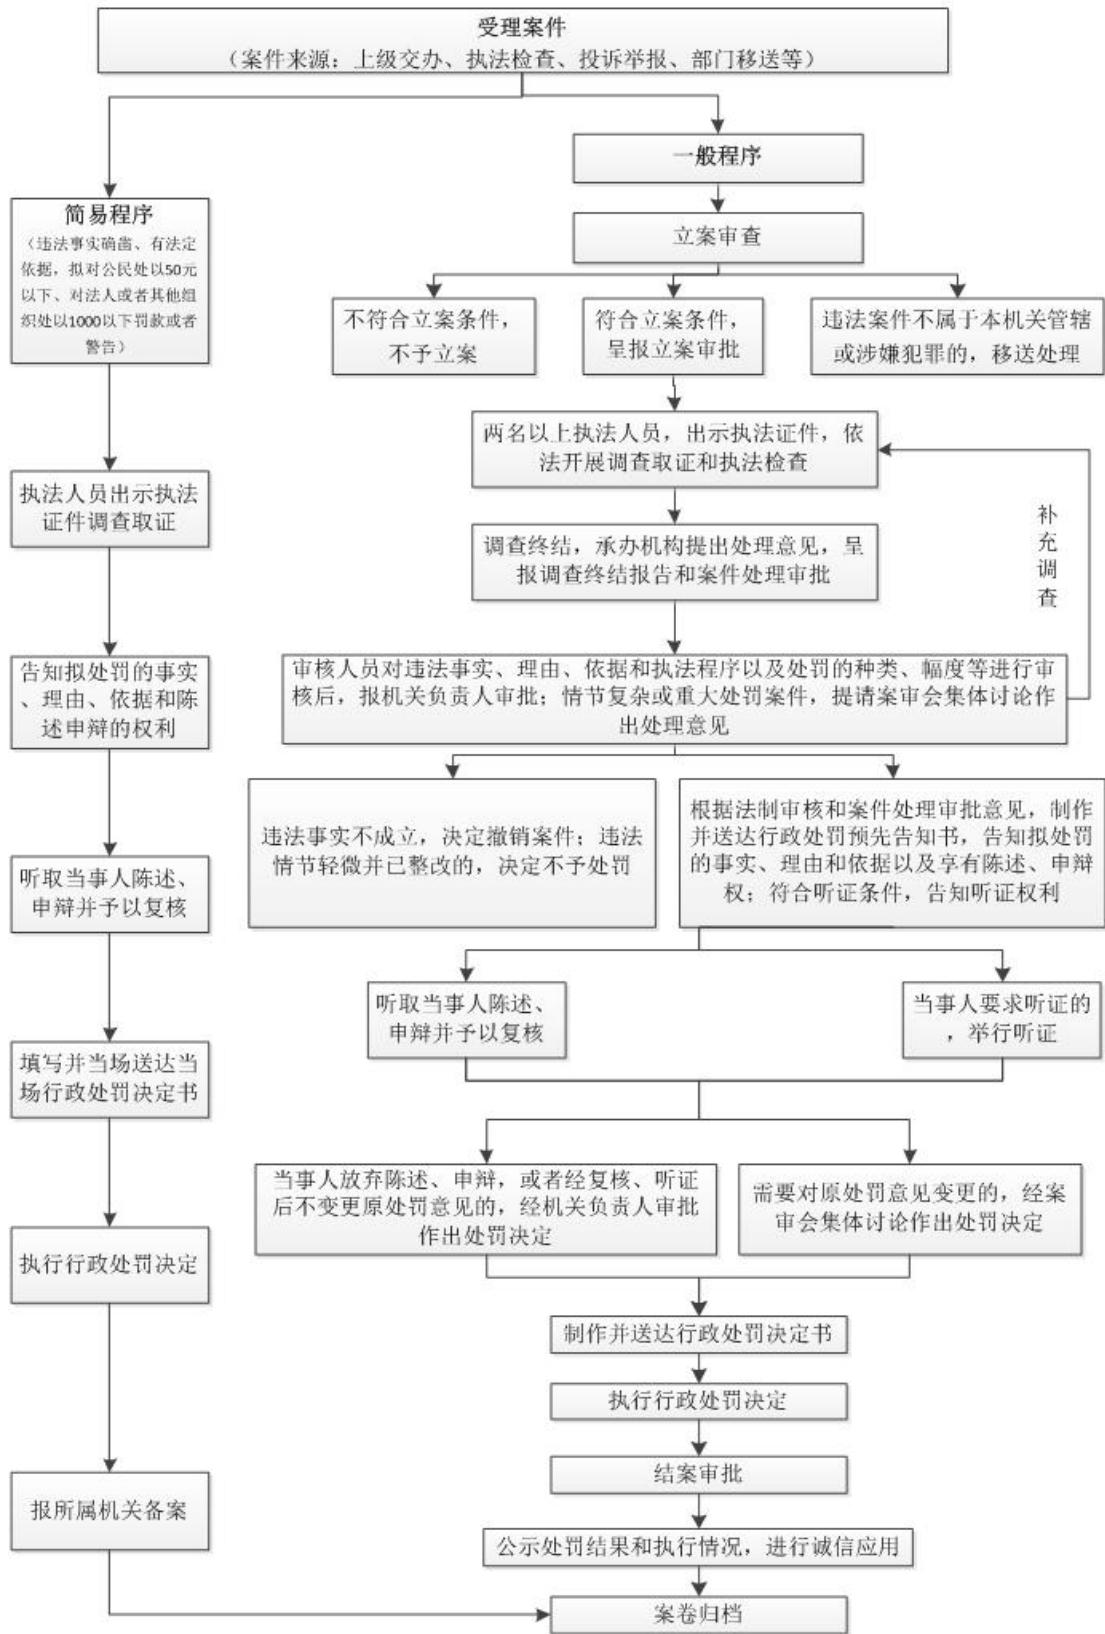 受理案件
（案件来源：上级交办、执法检查、投诉举报、部门移送等）
一般程序
立案审查
不符合立案条件，
不予立案
符合立案条件，
呈报立案审批
违法案件不属于本机关管辖
或涉嫌犯罪的，移送处理
两名以上执法人员，出示执法证件，依
法开展调查取证和执法检查
调查终结，承办机构提出处理意见，呈
报调查终结报告和案件处理审批
补
充
调
查
审核人员对违法事实、理由、依据和执法程序以及处罚的种类、幅度等进行审
核后，报机关负责人审批；情节复杂或重大处罚案件，提请案审会集体讨论作
出处理意见
违法事实不成立，决定撤销案件；违法
情节轻微并已整改的，决定不予处罚
根据法制审核和案件处理审批意见，制作
并送达行政处罚预先告知书，告知拟处罚
的事实、理由和依据以及享有陈述、申辩
权；符合听证条件，告知听证权利
听取当事人陈述、
申辩并予以复核
当事人要求听证的
，举行听证
当事人放弃陈述、申辩，或者经复核、听证
后不变更原处罚意见的，经机关负责人审批
作出处罚决定
需要对原处罚意见变更的，经案
审会集体讨论作出处罚决定
制作并送达行政处罚决定书
执行行政处罚决定
结案审批
公示处罚结果和执行情况，进行诚信应用
案卷归档
简易程序
（违法事实确凿、有法定
依据，拟对公民处以50元
以下、对法人或者其他组
织处以1000以下罚款或者
警告）
执法人员出示执法
证件调查取证
告知拟处罚的事实
、理由、依据和陈
述申辩的权利
听取当事人陈述、
申辩并予以复核
填写并当场送达当
场行政处罚决定书
执行行政处罚决定
报所属机关备案